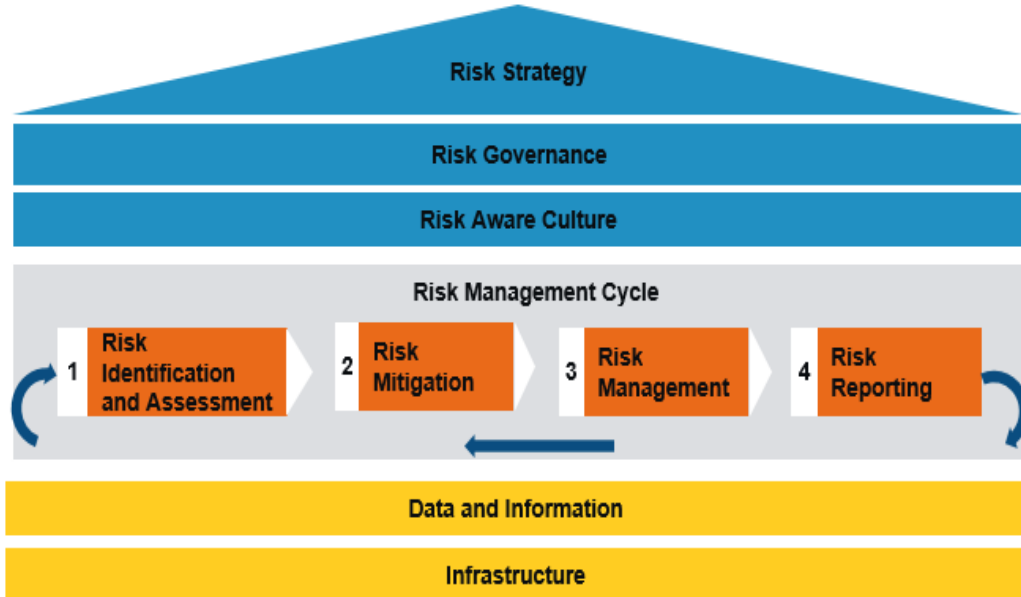 Risk Strategy
Risk Governance
Risk Aware Culture
Risk Management Cycle
1
Risk
Identification
and Assessment
2
Risk
Mitigation
3
Risk
Management
4
Risk
Reporting
Data and Information
Infrastructure